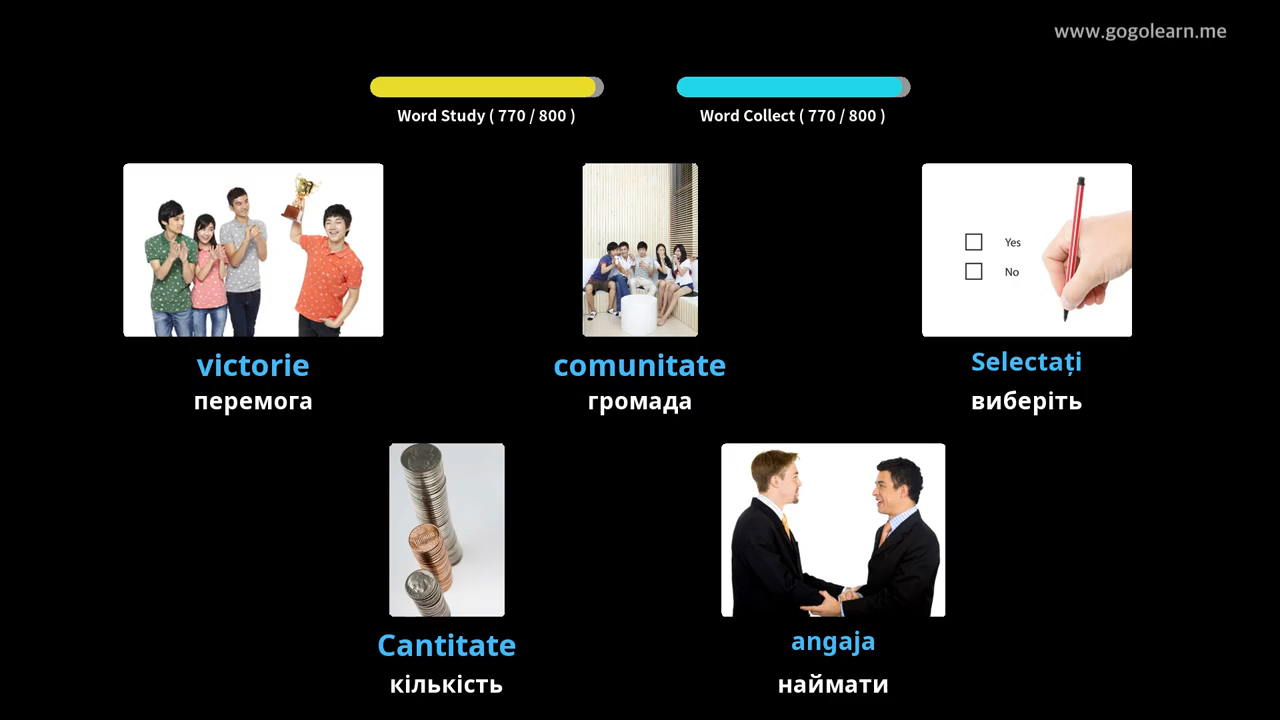 www.gogolearn.me
Word Study ( 770 / 800 )
Word Collect ( 770 / 800 )
Yes
No
victorie
comunitate
Selectați
перемога
громада
виберіть
Cantitate
angaja
кількість
наймати